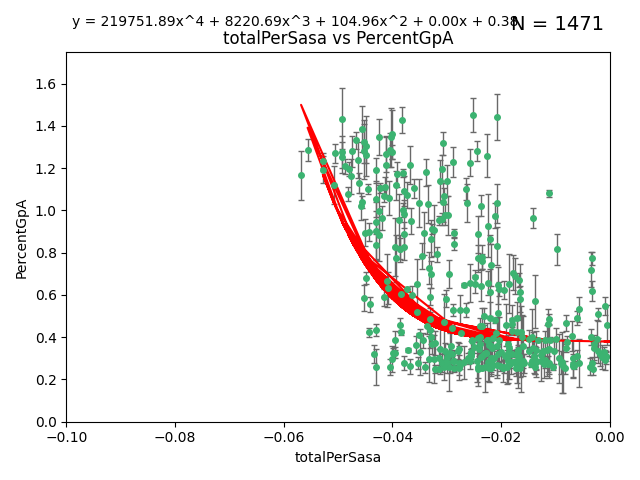 y = 219751.89x^4 + 8220.69x^3 + 104.96x^2 + 0.00x + 0.38
N = 1471
totalPerSasa vs PercentGpA
1.6
1.4
1.2
1.0
0.8
0.6
0.4
0.2
0.0
PercentGpA
−0.10 −0.08 −0.06 −0.04 −0.02 0.00
totalPerSasa